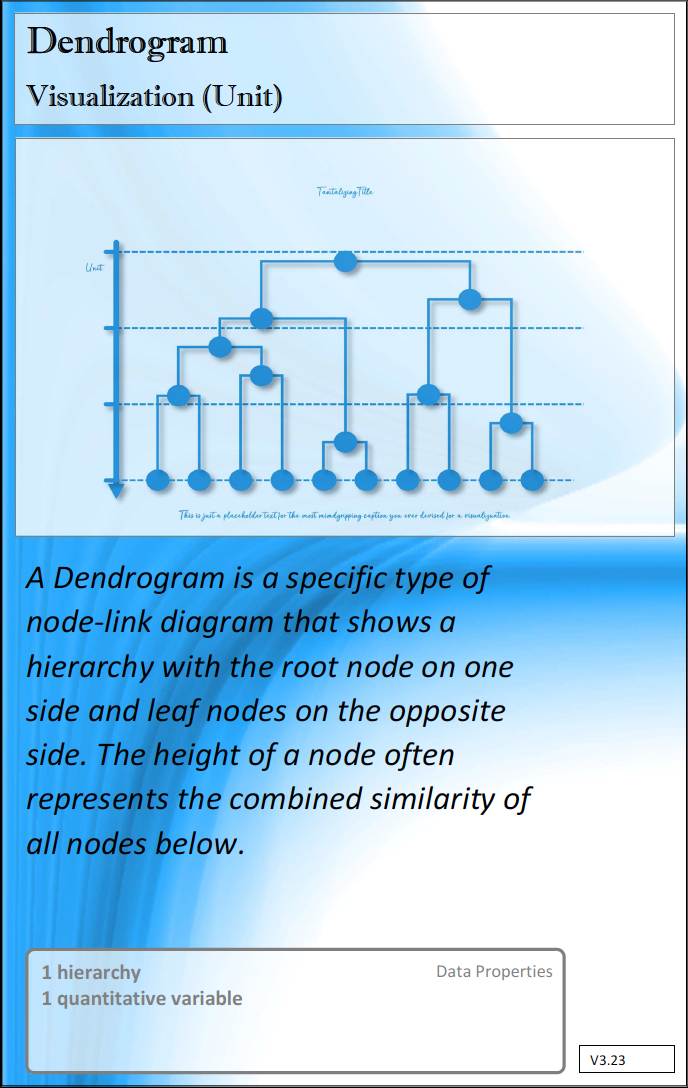 Dendrogram
Visualization (Unit)
TantalizingTitle
Unit
This is just a placeholder text for the most mindgripping caption you ever devised for a visualization
A Dendrogram is a specific type of
node-link diagram that shows a
hierarchy with the root node on one
side and leaf nodes on the opposite
side. The height of a node often
represents the combined similarity of
all nodes below.
1 hierarchy
Data Properties
1 quantitative variable
V3.23